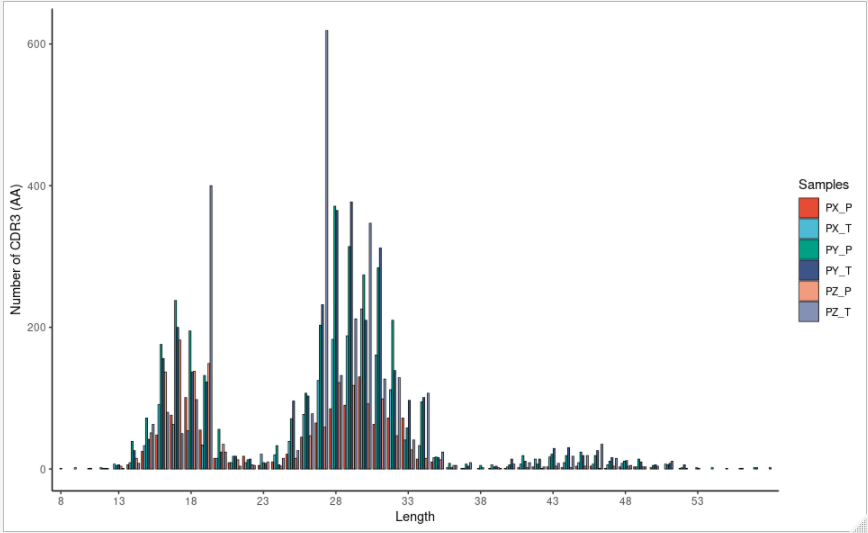 600
400
200
0
Number of CDR3 (AA)
8 13 18 23 28 33 38 43 48 53
Length
Samples
PX_P
PX_T
PY_P
PY_T
PZ_P
PZ_T